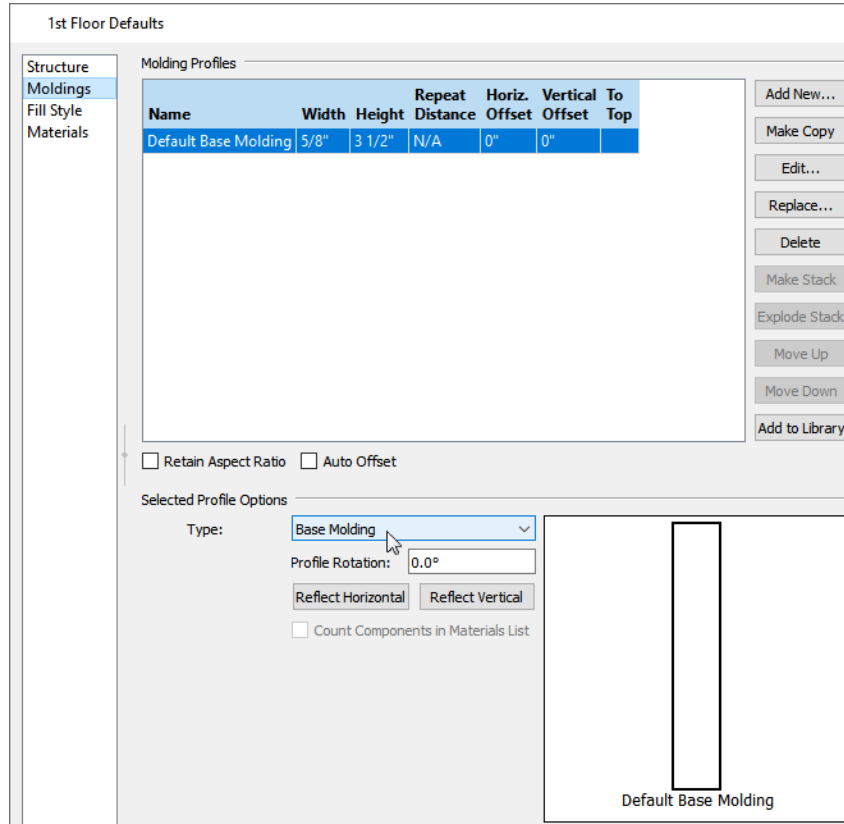 1st Floor Defaults
Structure
Moldings
Fill Style
Materials
Molding Profiles
Name Width Height Repeat Distance Horiz. Offset Vertical Offset To Top
Default Base Molding 5/8" 3 1/2" N/A 0" 0"
Add New...
Make Copy
Edit...
Replace...
Delete
Make Stack
Explode Stack
Move Up
Move Down
Add to Library
Retain Aspect Ratio Auto Offset
Selected Profile Options
Type: Base Molding
Profile Rotation: 0.0°
Reflect Horizontal Reflect Vertical
Count Components in Materials List
Default Base Molding